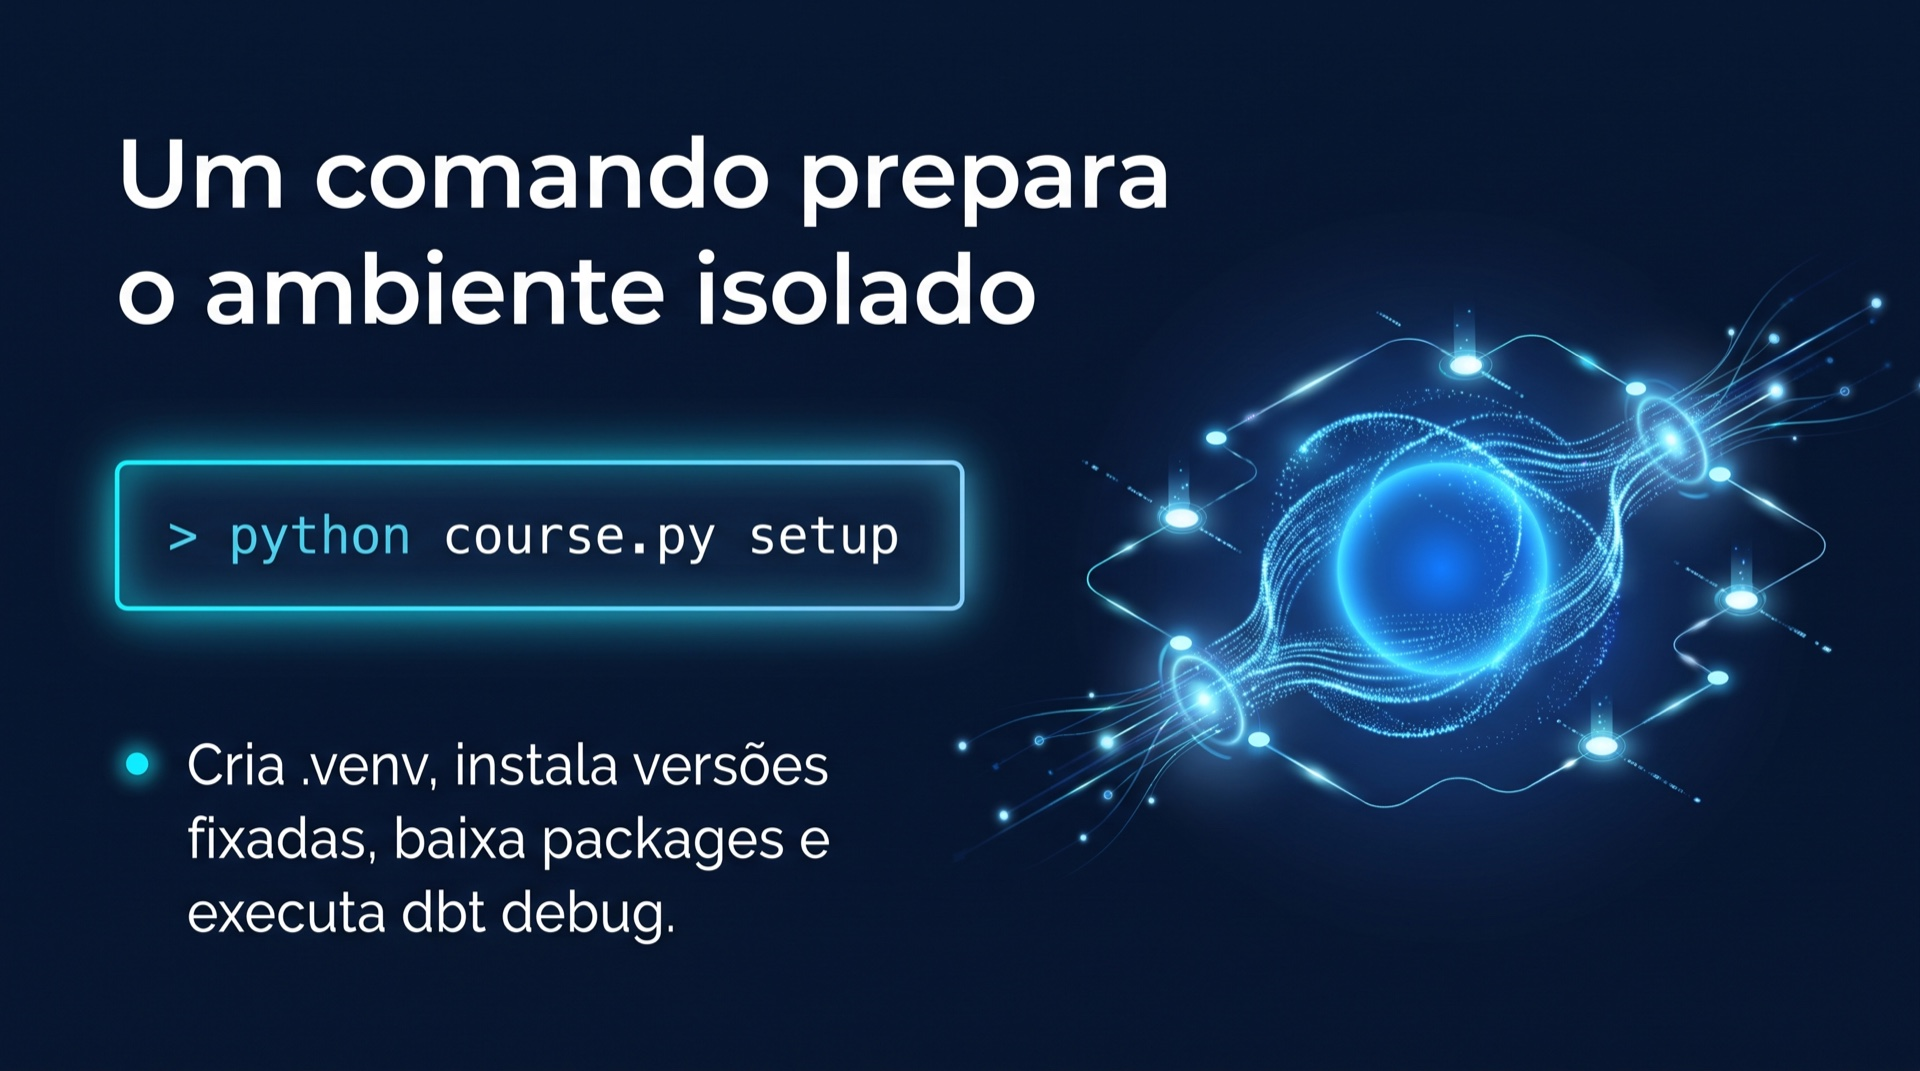 Um comando prepara
o ambiente isolado
> python course.py setup
Cria .venv, instala versões
fixadas, baixa packages e
executa dbt debug.